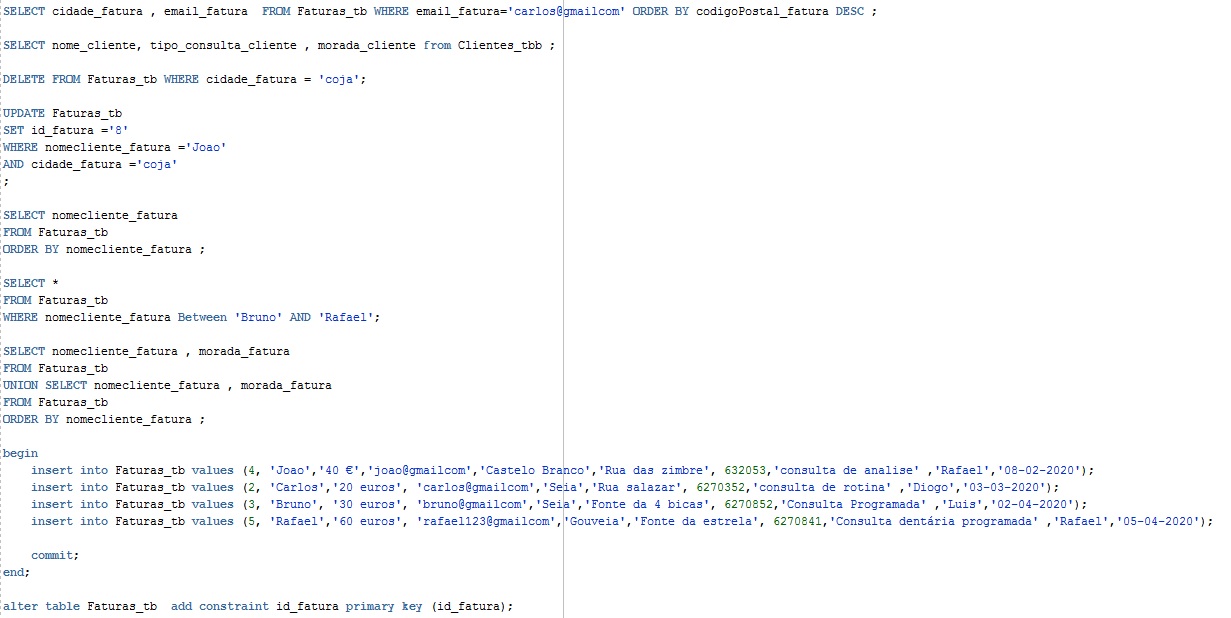 SELECT cidade_fatura , email_fatura  FROM Faturas_tb WHERE email_fatura='carlos@gmailcom' ORDER BY codigoPostal_fatura DESC ;
SELECT nome_cliente, tipo_consulta_cliente , morada_cliente from Clientes_tbb ;
DELETE FROM Faturas_tb WHERE cidade_fatura = 'coja';
UPDATE Faturas_tb
SET id_fatura ='8'
WHERE nomecliente_fatura ='Joao'
AND cidade_fatura ='coja'
;
SELECT nomecliente_fatura
FROM Faturas_tb
ORDER BY nomecliente_fatura ;
SELECT *
FROM Faturas_tb
WHERE nomecliente_fatura Between 'Bruno' AND 'Rafael';
SELECT nomecliente_fatura , morada_fatura
FROM Faturas_tb
UNION SELECT nomecliente_fatura , morada_fatura
FROM Faturas_tb
ORDER BY nomecliente_fatura ;
begin
    insert into Faturas_tb values (4, 'Joao','40 €','joao@gmailcom','Castelo Branco','Rua das zimbre', 632053,'consulta de analise' ,'Rafael','08-02-2020');
    insert into Faturas_tb values (2, 'Carlos','20 euros', 'carlos@gmailcom','Seia','Rua salazar', 6270352,'consulta de rotina' ,'Diogo','03-03-2020');
    insert into Faturas_tb values (3, 'Bruno', '30 euros', 'bruno@gmailcom','Seia','Fonte da 4 bicas', 6270852,'Consulta Programada' ,'Luis','02-04-2020');
    insert into Faturas_tb values (5, 'Rafael','60 euros', 'rafael123@gmailcom','Gouveia','Fonte da estrela', 6270841,'Consulta dentária programada' ,'Rafael','05-04-2020');
    commit;
end;
alter table Faturas_tb  add constraint id_fatura primary key (id_fatura);